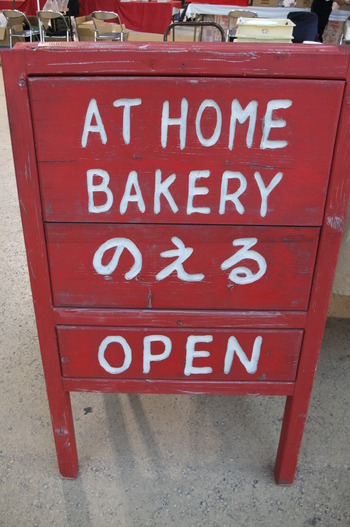 AT HOME
BAKERY
のえる
OPEN